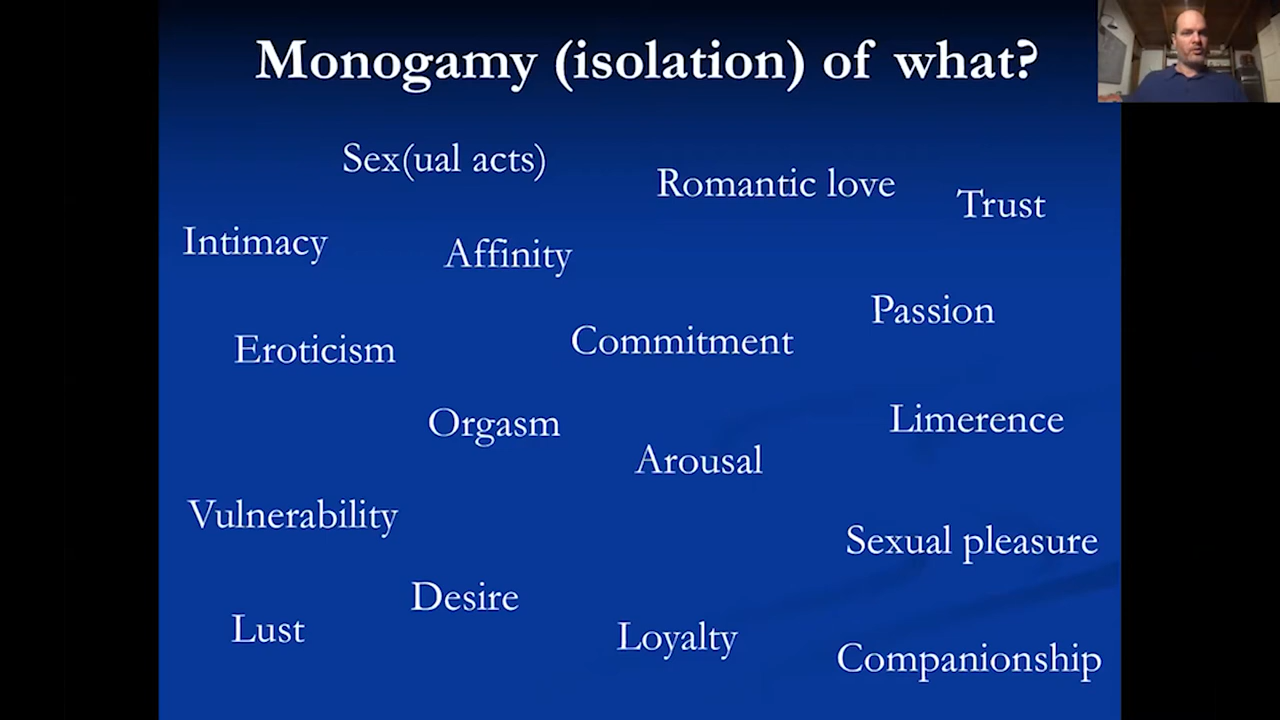 Monogamy (isolation) of what?
Sex(ual acts)
Romantic love
Trust
Intimacy
Affinity
Passion
Eroticism
Commitment
Orgasm
Limerence
Arousal
Vulnerability
Sexual pleasure
Desire
Lust
Loyalty
Companionship